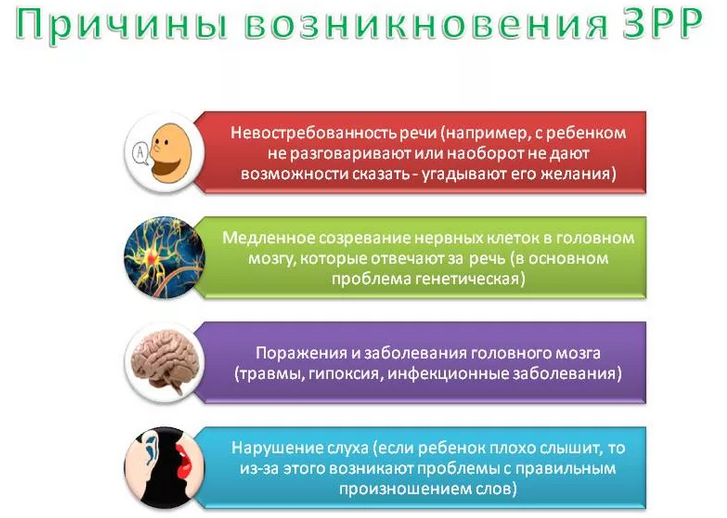 Причины возникновения ЗРР
Невостребованность речи (например, с ребенком
не разговаривают или наоборот не дают
возможности сказать - угадывают его желания)
А
Медленное созревание нервных клеток в головном
мозгу, которые отвечают за речь (в основном
проблема генетическая)
Поражения и заболевания головного мозга
(травмы, гипоксия, инфекционные заболевания)
Нарушение слуха (если ребенок плохо слышит, то
из-за этого возникают проблемы с правильным
произношением слов)